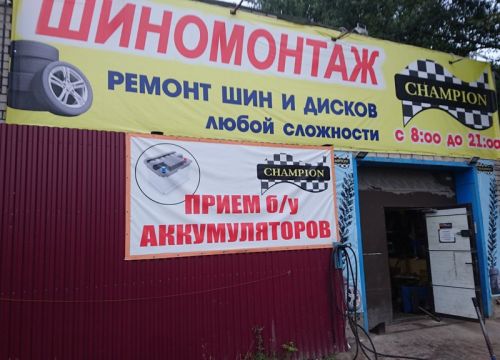 ШИНОМОНТАЖ
РЕМОНТ ШИН И ДИСКОВ
ЛЮБОЙ СЛОЖНОСТИ
CHAMPION
с 8:00 до 21:00
CHAMPION
ПРИЕМ б/у
АККУМУЛЯТОРОВ